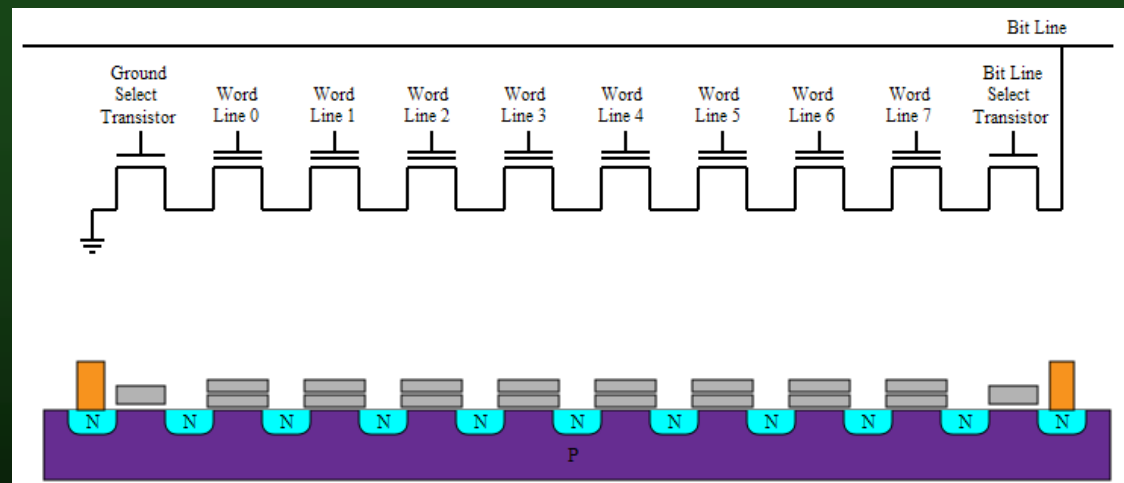 Bit Line
Ground
Select
Transistor
Word
Line 0
Word
Line 1
Word
Line 2
Word
Line 3
Word
Line 4
Word
Line 5
Word
Line 6
Word
Line 7
Bit Line
Select
Transistor
N N N N N N N N N N N
P